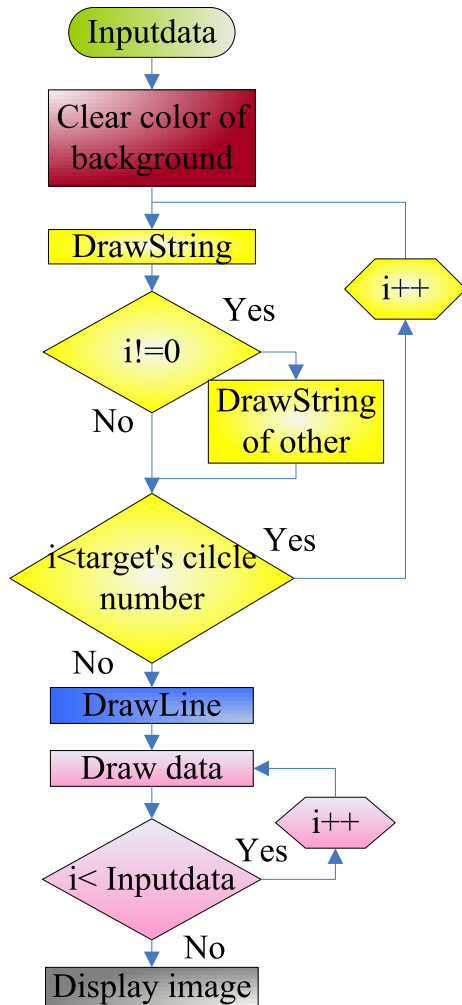 Inputdata
Clear color of
background
DrawString
i++
Yes
i!=0
DrawString
of other
No
i<target's cilcle
number
Yes
No
DrawLine
Draw data
i++
i< Inputdata
Yes
No
Display image